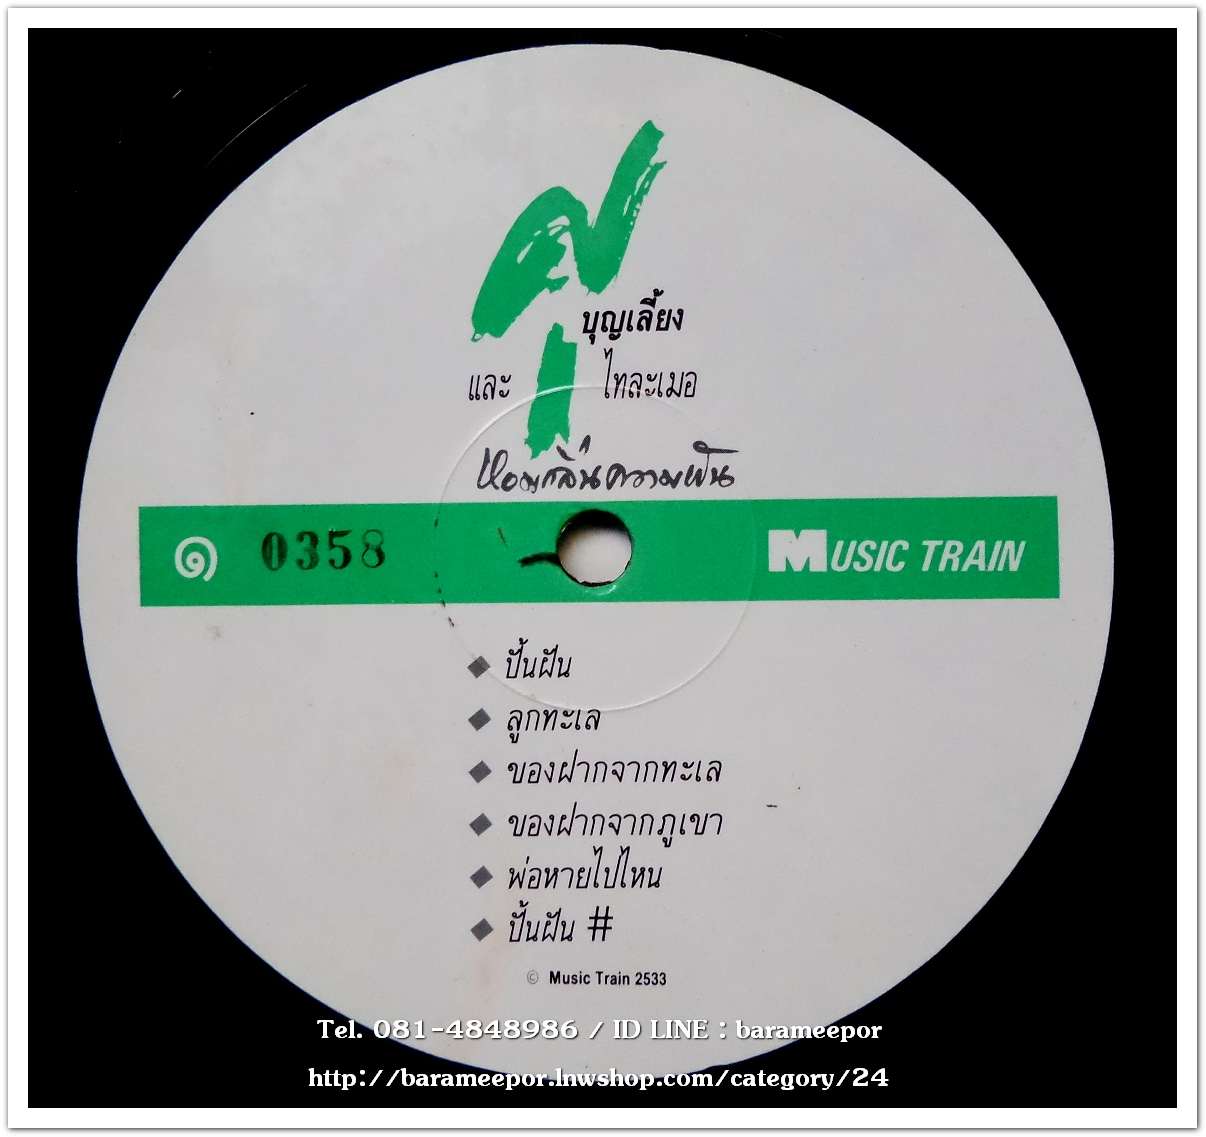 สุ
บุญเลี้ยง
และ ไทละเมอ
หอมกลิ่นความฝัน
๑ 0358 MUSIC TRAIN
ปั้นฝัน
ลูกทะเล
ของฝากจากทะเล
ของฝากจากภูเขา
พ่อหายไปไหน
ปั้นฝัน #
© Music Train 2533
Tel. 081-4848986 / ID LINE : barameepor
http://barameepor.lnwshop.com/category/24